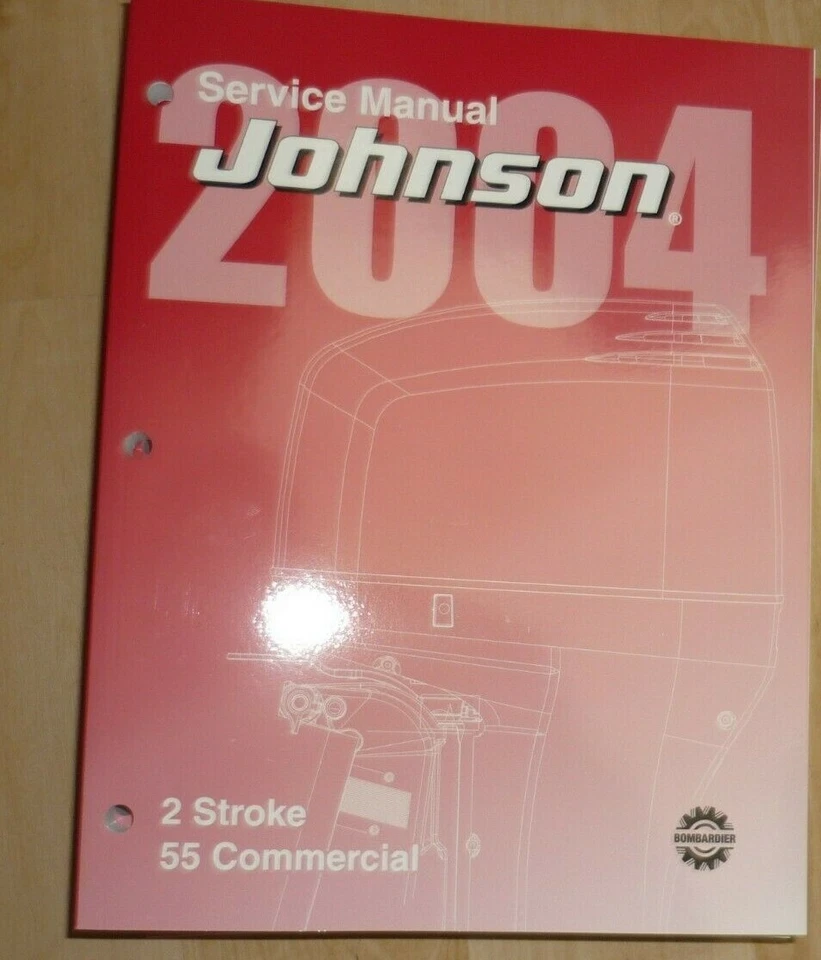 2004
Service Manual
Johnson®
2 Stroke
55 Commercial
BOMBARDIER